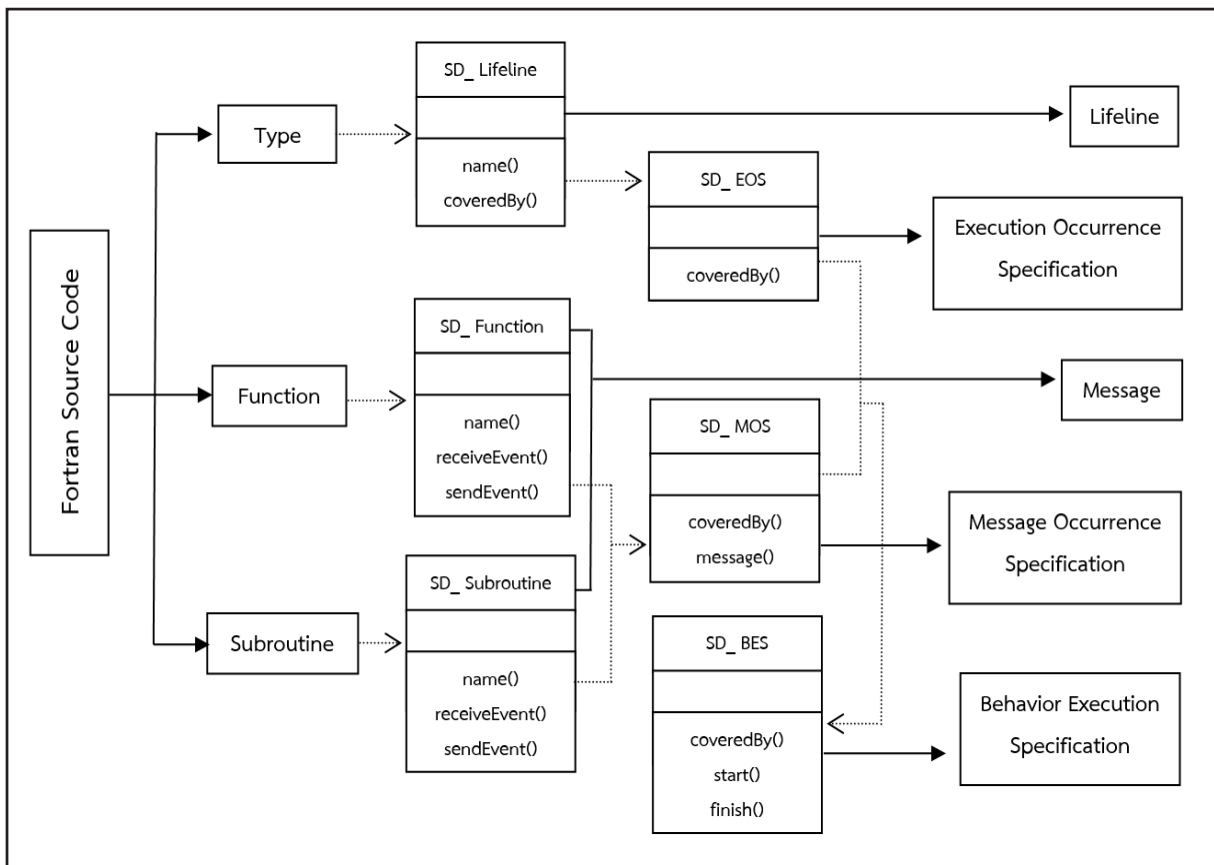 Fortran Source Code
Type
Function
Subroutine
SD_ Lifeline
name()
coveredBy()
SD_ Function
name()
receiveEvent()
sendEvent()
SD_ Subroutine
name()
receiveEvent()
sendEvent()
SD_ EOS
coveredBy()
SD_ MOS
coveredBy()
message()
SD_ BES
coveredBy()
start()
finish()
Lifeline
Execution Occurrence
Specification
Message
Message Occurrence
Specification
Behavior Execution
Specification